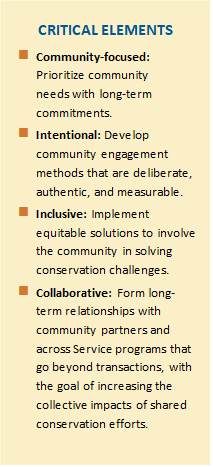 CRITICAL ELEMENTS
Community-focused:
Prioritize community
needs with long-term
commitments.
Intentional: Develop
community engagement
methods that are deliberate,
authentic, and measurable.
Inclusive: Implement
equitable solutions to involve
the community in solving
conservation challenges.
Collaborative: Form long-
term relationships with
community partners and
across Service programs that
go beyond transactions, with
the goal of increasing the
collective impacts of shared
conservation efforts.